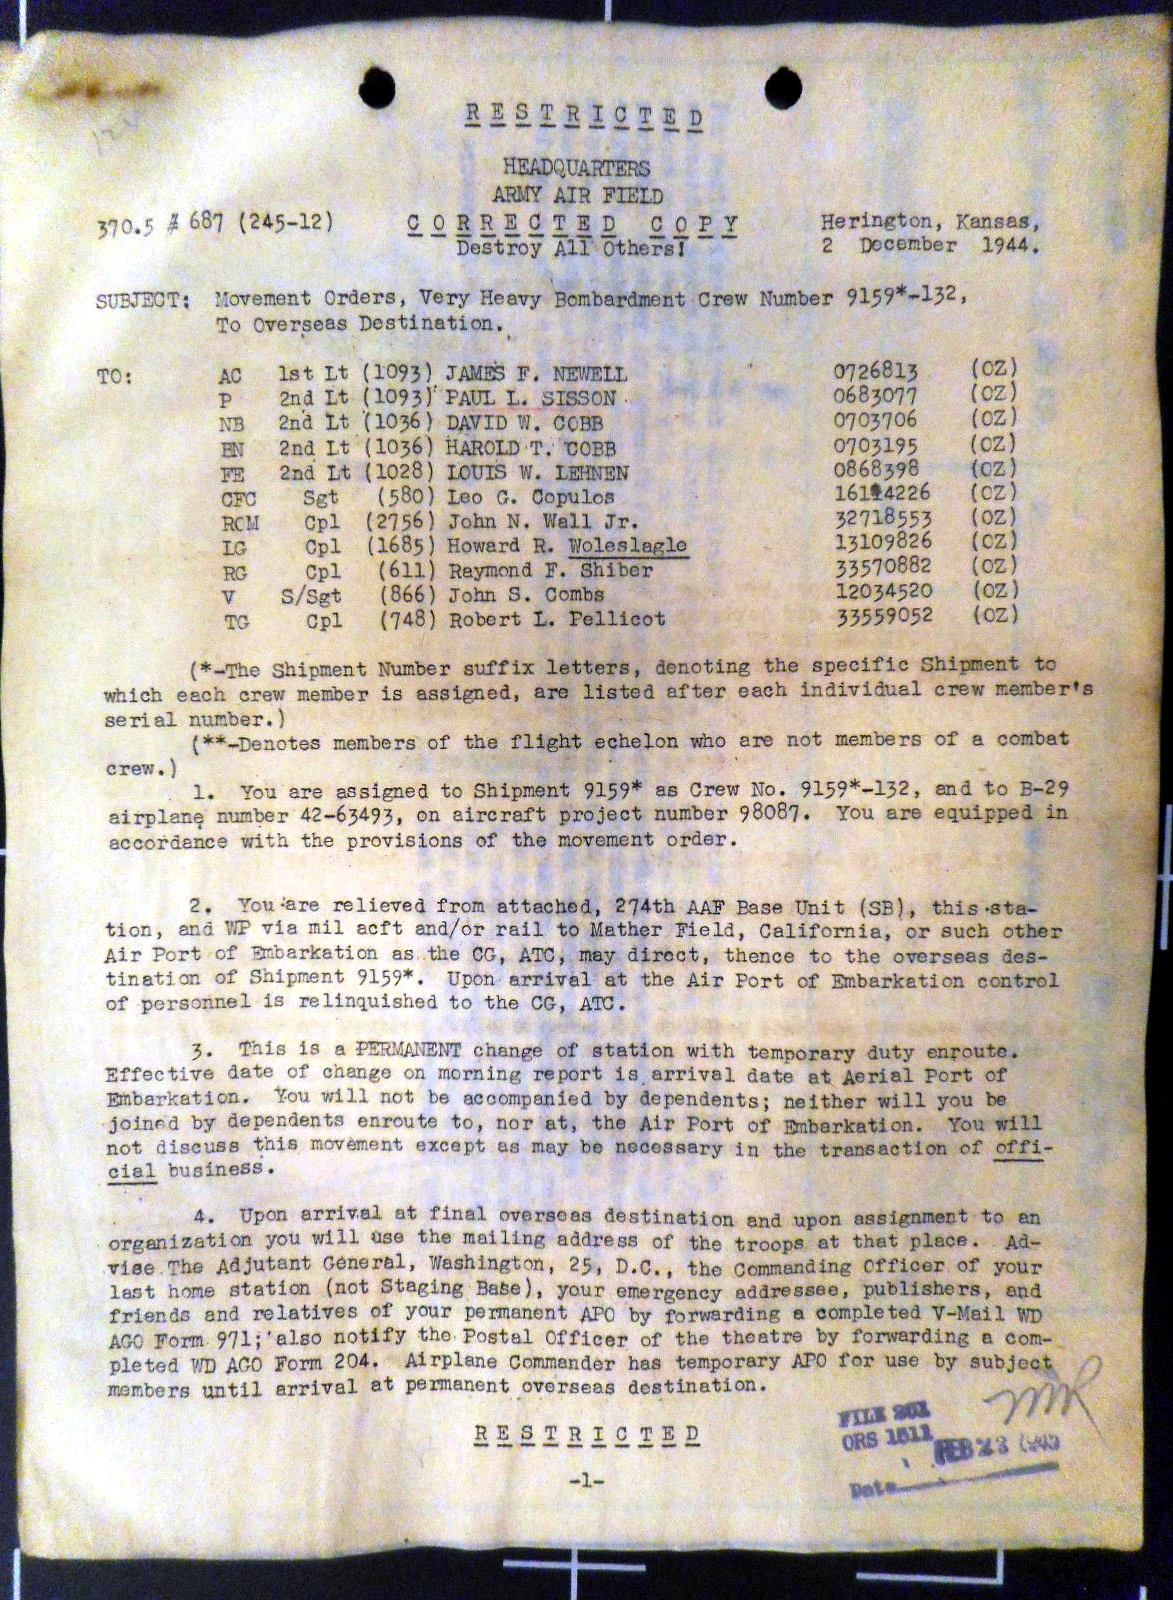 R E S T R I C T E D
HEADQUARTERS
ARMY AIR FIELD
370.5 # 687 (245-12) C O R R E C T E D C O P Y Herington, Kansas,
Destroy All Others! 2 December 1944.
SUBJECT: Movement Orders, Very Heavy Bombardment Crew Number 9159*-132,
To Overseas Destination.
TO: AC 1st Lt (1093) JAMES F. NEWELL 0726813 (OZ)
P 2nd Lt (1093) PAUL L. SISSON 0683077 (OZ)
NB 2nd Lt (1036) DAVID W. COBB 0703706 (OZ)
BN 2nd Lt (1036) HAROLD T. COBB 0703195 (OZ)
FE 2nd Lt (1028) LOUIS W. LEHNEN 0868398 (OZ)
CFC Sgt (580) Leo G. Copulos 16114226 (OZ)
ROM Cpl (2756) John N. Wall Jr. 32718553 (OZ)
LG Cpl (1685) Howard R. Woleslagle 13109826 (OZ)
RG Cpl (611) Raymond F. Shiber 33570882 (OZ)
V S/Sgt (866) John S. Combs 12034520 (OZ)
TG Cpl (748) Robert L. Pellicot 33559052 (OZ)
(*-The Shipment Number suffix letters, denoting the specific Shipment to
which each crew member is assigned, are listed after each individual crew member's
serial number.)
(**-Denotes members of the flight echelon who are not members of a combat
crew.)
1. You are assigned to Shipment 9159* as Crew No. 9159*-132, and to B-29
airplane number 42-63493, on aircraft project number 98087. You are equipped in
accordance with the provisions of the movement order.
2. You are relieved from attached, 274th AAF Base Unit (SB), this sta-
tion, and WP via mil acft and/or rail to Mather Field, California, or such other
Air Port of Embarkation as the CG, ATC, may direct, thence to the overseas des-
tination of Shipment 9159*. Upon arrival at the Air Port of Embarkation control
of personnel is relinquished to the CG, ATC.
3. This is a PERMANENT change of station with temporary duty enroute.
Effective date of change on morning report is arrival date at Aerial Port of
Embarkation. You will not be accompanied by dependents; neither will you be
joined by dependents enroute to, nor at, the Air Port of Embarkation. You will
not discuss this movement except as may be necessary in the transaction of offi-
cial business.
4. Upon arrival at final overseas destination and upon assignment to an
organization you will use the mailing address of the troops at that place. Ad-
vise The Adjutant General, Washington, 25, D.C., the Commanding Officer of your
last home station (not Staging Base), your emergency addressee, publishers, and
friends and relatives of your permanent APO by forwarding a completed V-Mail WD
AGO Form 971; also notify the Postal Officer of the theatre by forwarding a com-
pleted WD AGO Form 204. Airplane Commander has temporary APO for use by subject
members until arrival at permanent overseas destination.
R E S T R I C T E D
FILE 201
ORS 1511 FEB 23 1945
Date
-1-